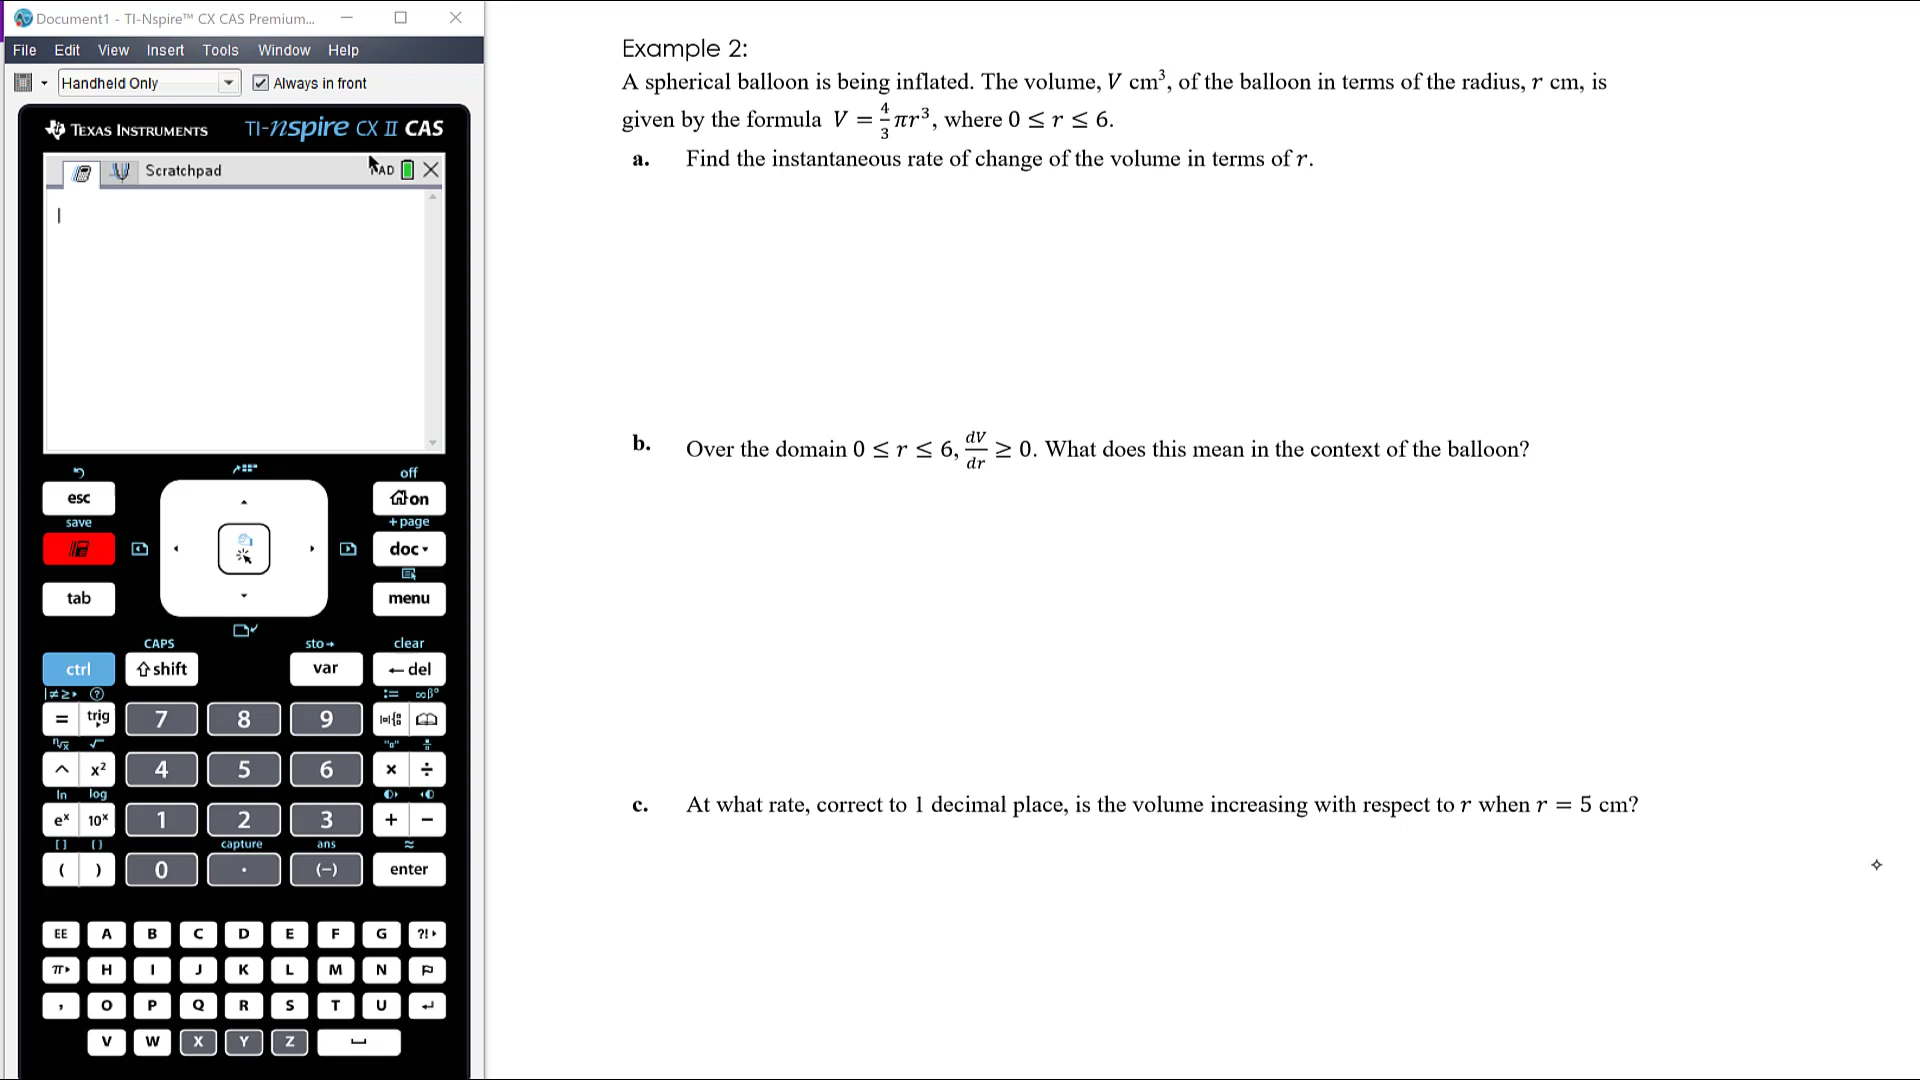 Document1 - TI-Nspire™ CX CAS Premium...
File Edit View Insert Tools Window Help
Handheld Only Always in front
TEXAS INSTRUMENTS TI-nspire CX II CAS
Scratchpad
off
esc on
save + page
doc
tab menu
CAPS sto→ clear
ctrl ⇧shift var ←del
|≠≥▸ ? := ∞β°
= trig 7 8 9
ⁿ√x √ "□"
^ x² 4 5 6 × ÷
ln log
eˣ 10ˣ 1 2 3 + −
[ ] { } capture ans ≈
( ) 0 . (−) enter
EE A B C D E F G ?!▸
π▸ H I J K L M N
, O P Q R S T U ↵
V W X Y Z
Example 2:
A spherical balloon is being inflated. The volume, V cm³, of the balloon in terms of the radius, r cm, is
given by the formula V = 4/3 πr³, where 0 ≤ r ≤ 6.
a. Find the instantaneous rate of change of the volume in terms of r.
b. Over the domain 0 ≤ r ≤ 6, dV/dr ≥ 0. What does this mean in the context of the balloon?
c. At what rate, correct to 1 decimal place, is the volume increasing with respect to r when r = 5 cm?